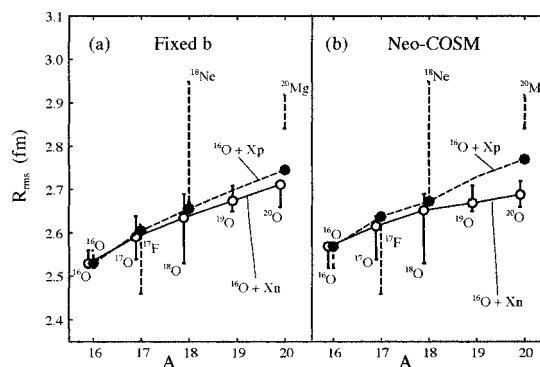 (a) Fixed b
(b) Neo-COSM
R_rms (fm)
3.0
2.9
2.8
2.7
2.6
2.5
2.4
¹⁸Ne
²⁰Mg
¹⁶O + Xp
¹⁶O
¹⁶O
¹⁷O
¹⁷F
¹⁸O
¹⁹O
²⁰O
¹⁶O + Xn
16 17 18 19 20
A
¹⁸Ne
²⁰M
¹⁶O + Xp
¹⁶O
¹⁶O
¹⁷O
¹⁷F
¹⁸O
¹⁹O
²⁰O
¹⁶O + Xn
16 17 18 19 20
A